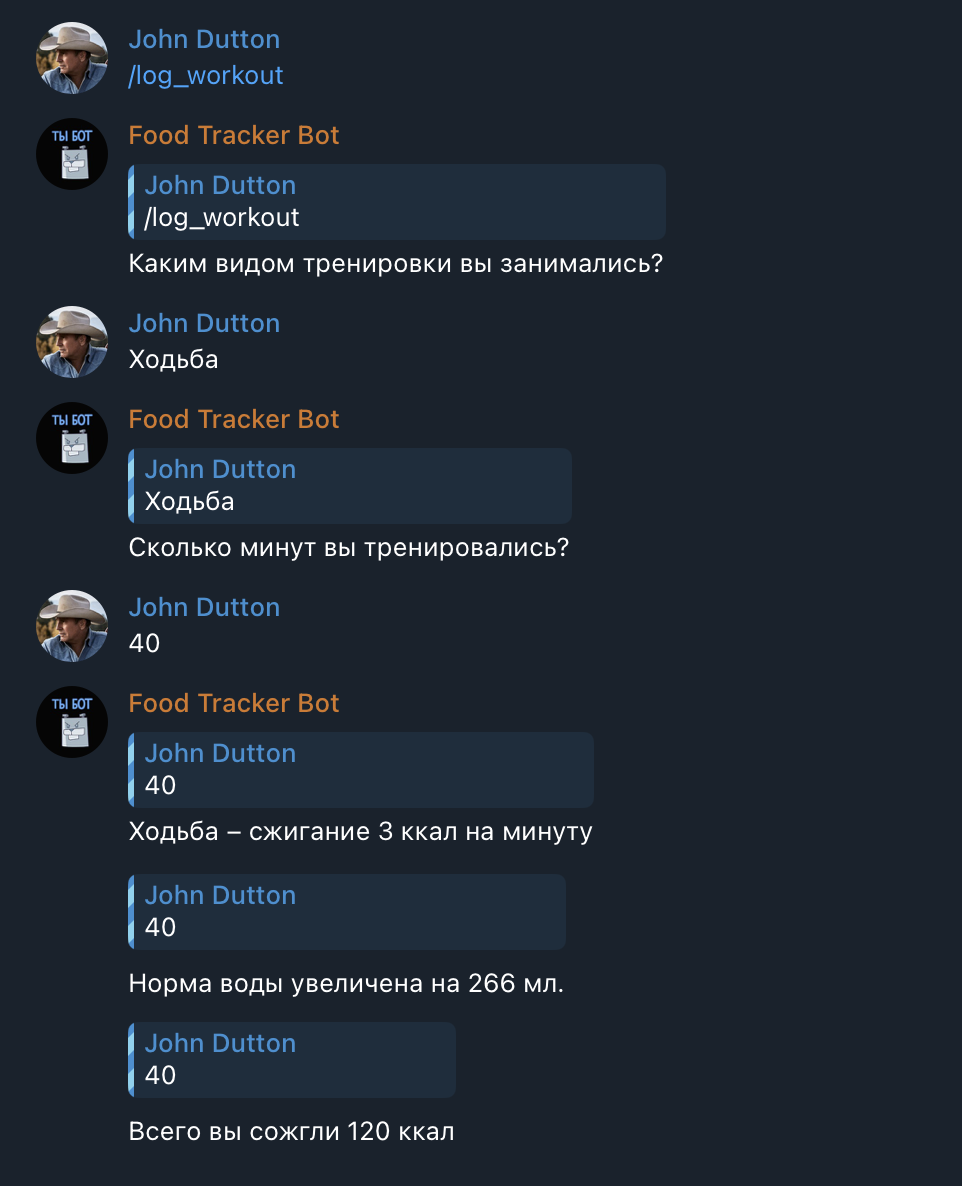 John Dutton
/log_workout
ТЫ БОТ
Food Tracker Bot
John Dutton
/log_workout
Каким видом тренировки вы занимались?
John Dutton
Ходьба
ТЫ БОТ
Food Tracker Bot
John Dutton
Ходьба
Сколько минут вы тренировались?
John Dutton
40
ТЫ БОТ
Food Tracker Bot
John Dutton
40
Ходьба – сжигание 3 ккал на минуту
John Dutton
40
Норма воды увеличена на 266 мл.
John Dutton
40
Всего вы сожгли 120 ккал